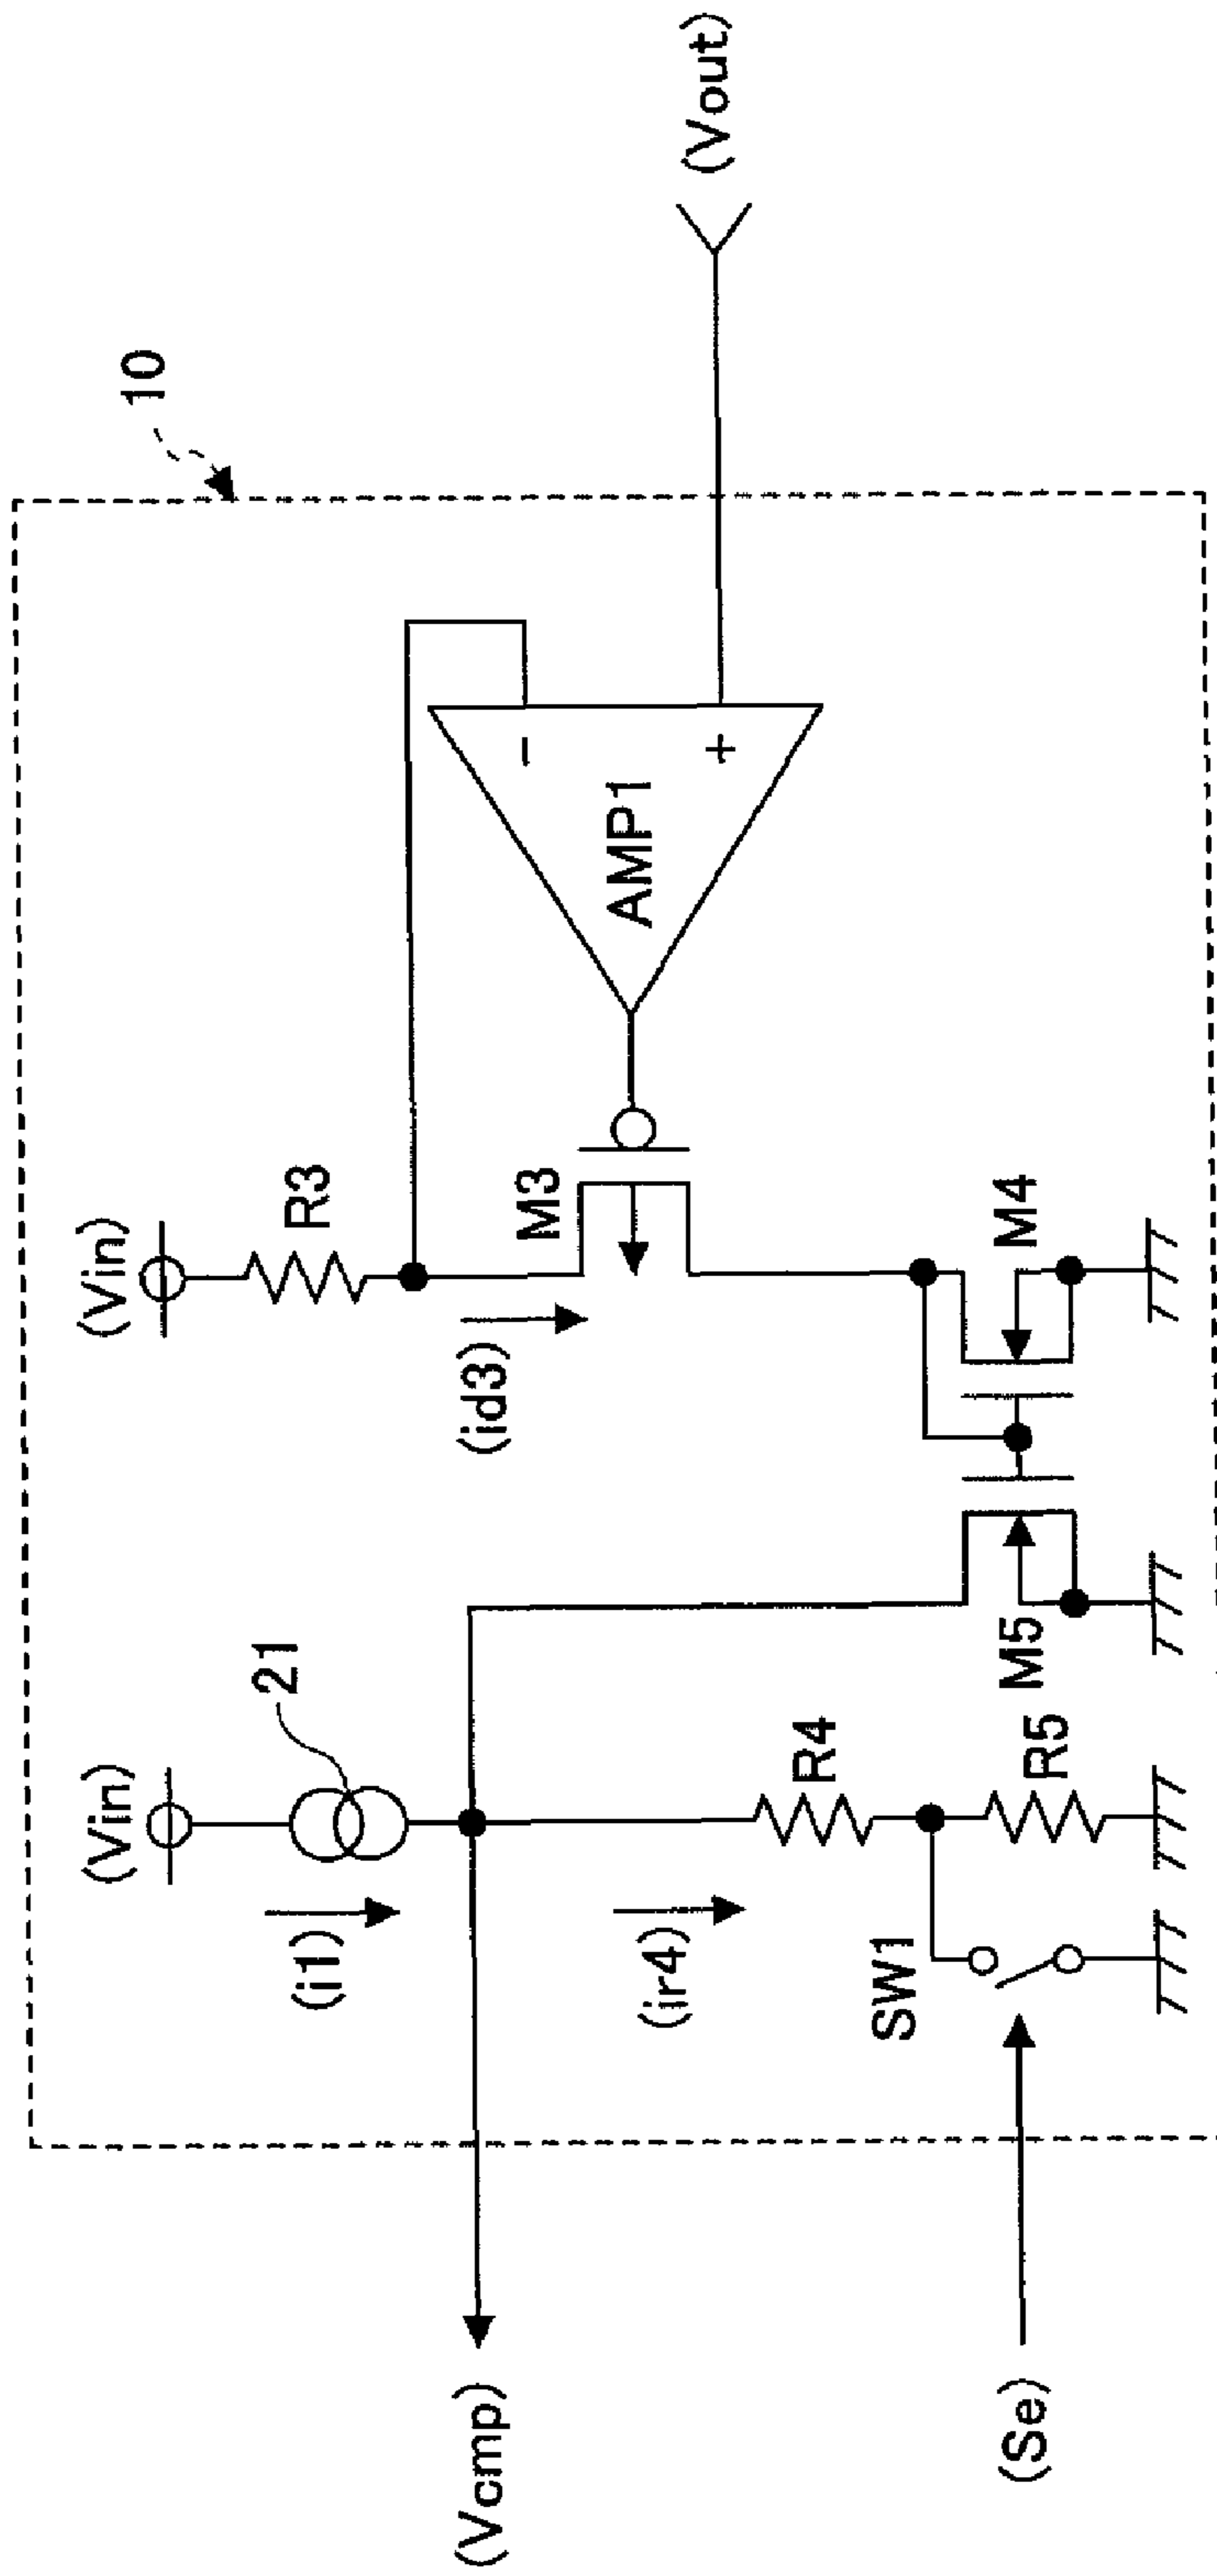 10
(Vin)
(Vin)
21
R3
(i1)
(id3)
M3
AMP1
−
+
(Vout)
(Vcmp)
(ir4)
R4
SW1
R5
M5
M4
(Se)